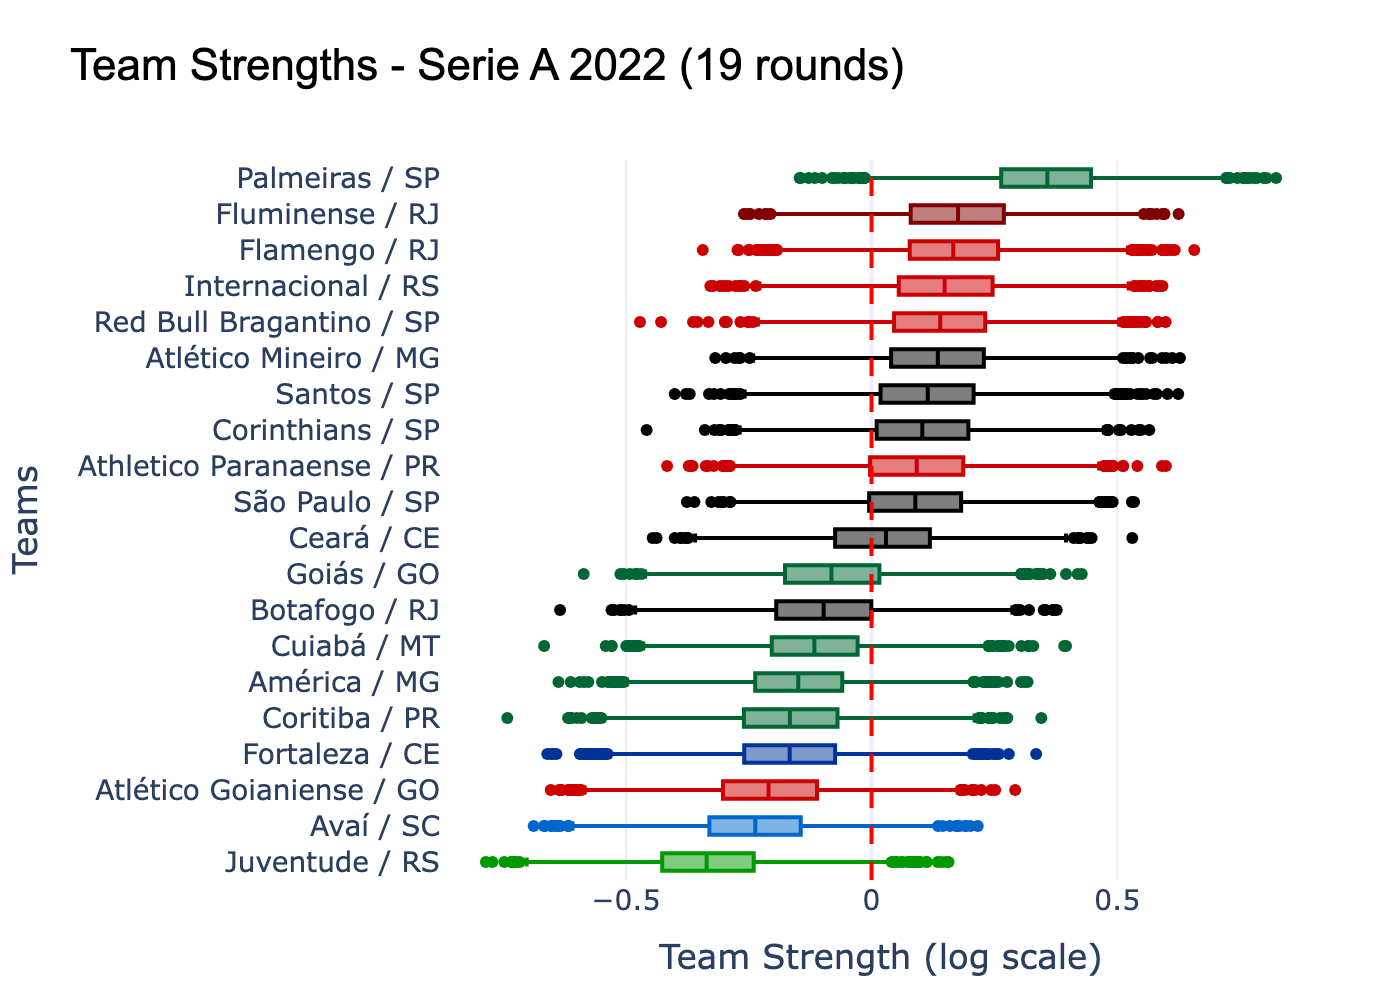 Team Strengths - Serie A 2022 (19 rounds)
Palmeiras / SP
Fluminense / RJ
Flamengo / RJ
Internacional / RS
Red Bull Bragantino / SP
Atlético Mineiro / MG
Santos / SP
Corinthians / SP
Athletico Paranaense / PR
São Paulo / SP
Ceará / CE
Goiás / GO
Botafogo / RJ
Cuiabá / MT
América / MG
Coritiba / PR
Fortaleza / CE
Atlético Goianiense / GO
Avaí / SC
Juventude / RS
Teams
−0.5 0 0.5
Team Strength (log scale)